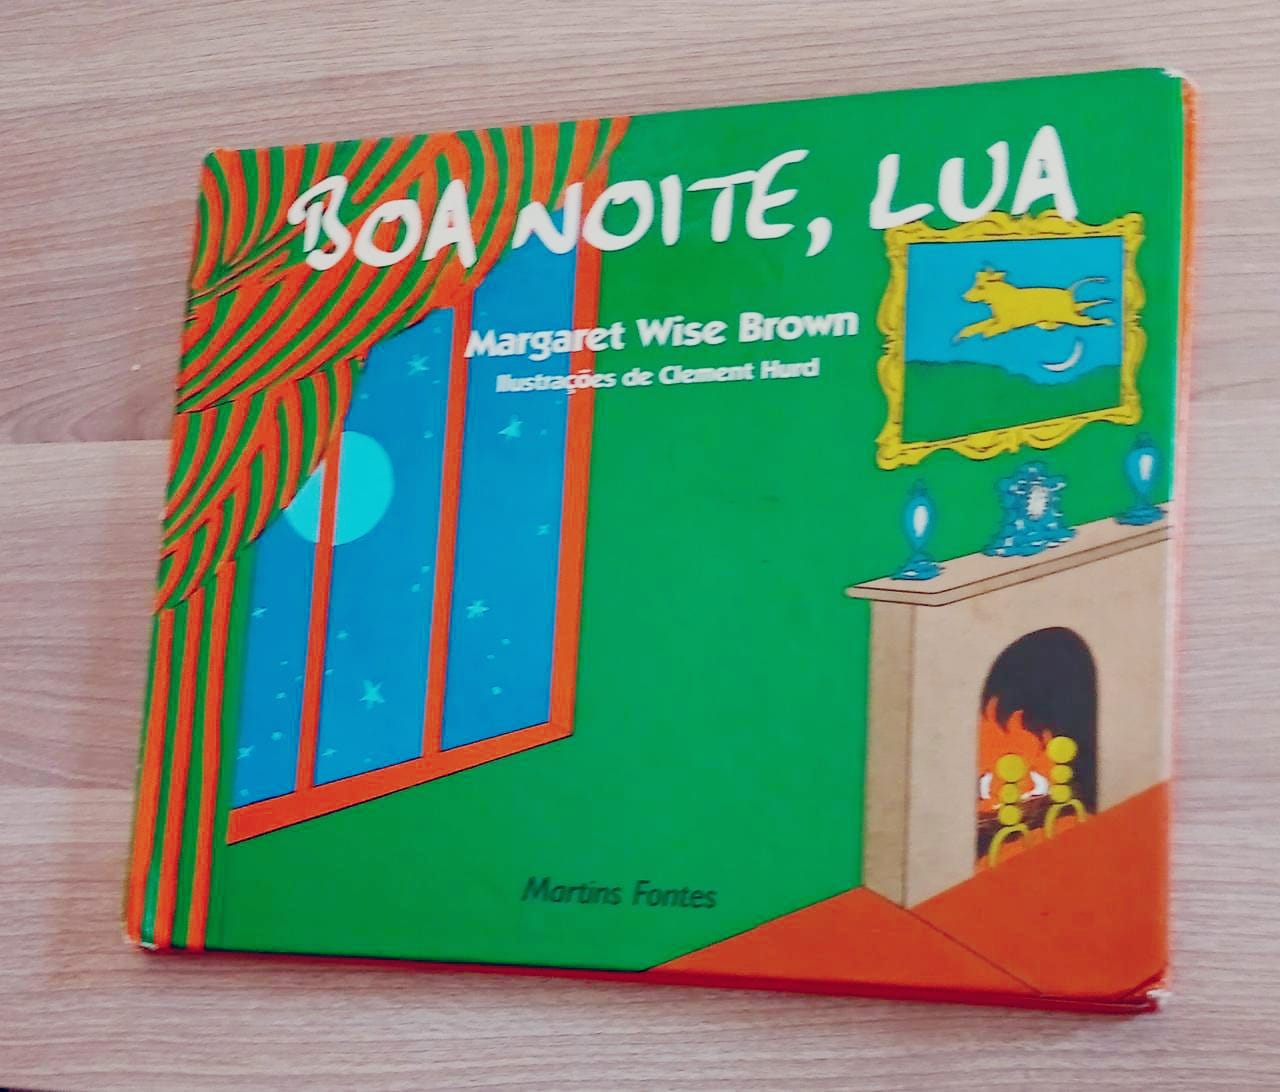 BOA NOITE, LUA
Margaret Wise Brown
Ilustrações de Clement Hurd
Martins Fontes